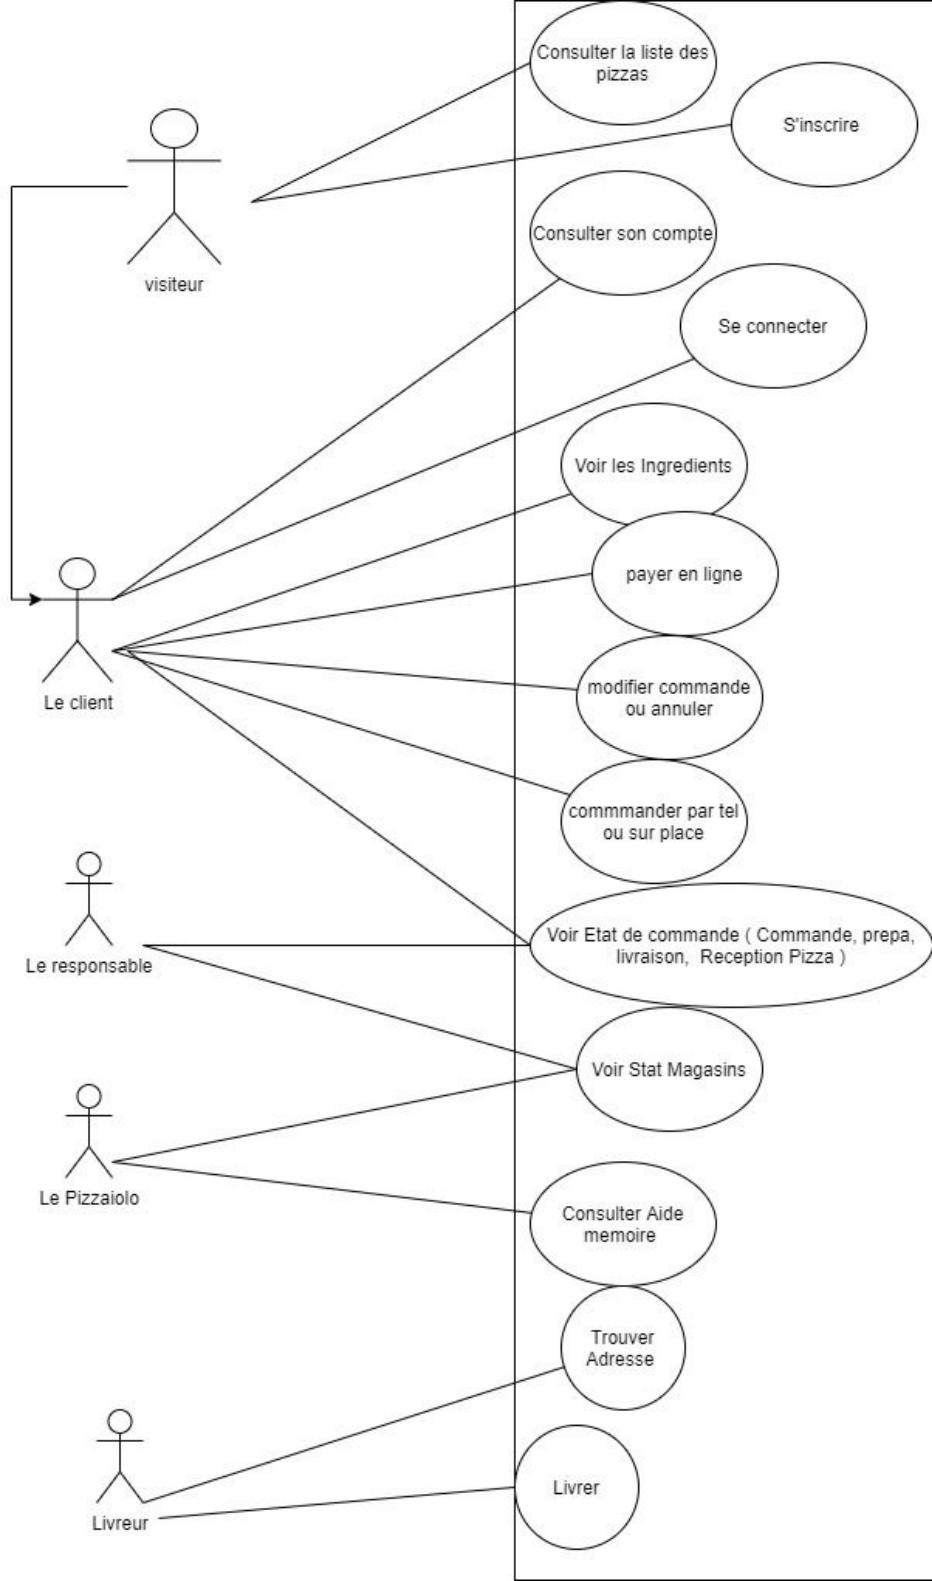 Consulter la liste des
pizzas
S'inscrire
visiteur
Consulter son compte
Se connecter
Voir les Ingredients
payer en ligne
Le client
modifier commande
ou annuler
commmander par tel
ou sur place
Le responsable
Voir Etat de commande ( Commande, prepa,
livraison, Reception Pizza )
Voir Stat Magasins
Le Pizzaiolo
Consulter Aide
memoire
Trouver
Adresse
Livreur
Livrer